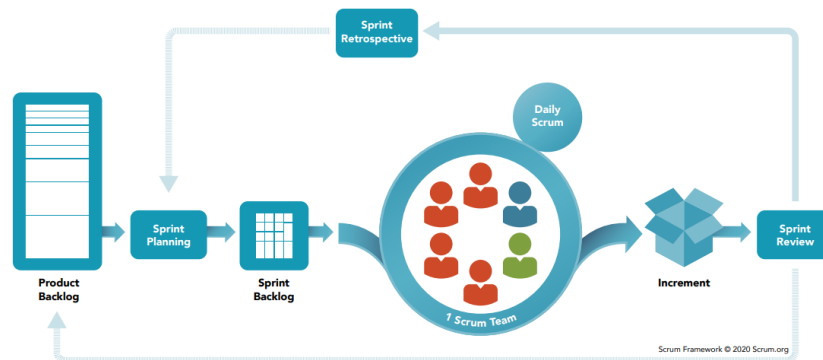 Sprint
Retrospective
Daily
Scrum
Sprint
Planning
Sprint
Review
Product
Backlog
Sprint
Backlog
Increment
1 Scrum Team
Scrum Framework © 2020 Scrum.org